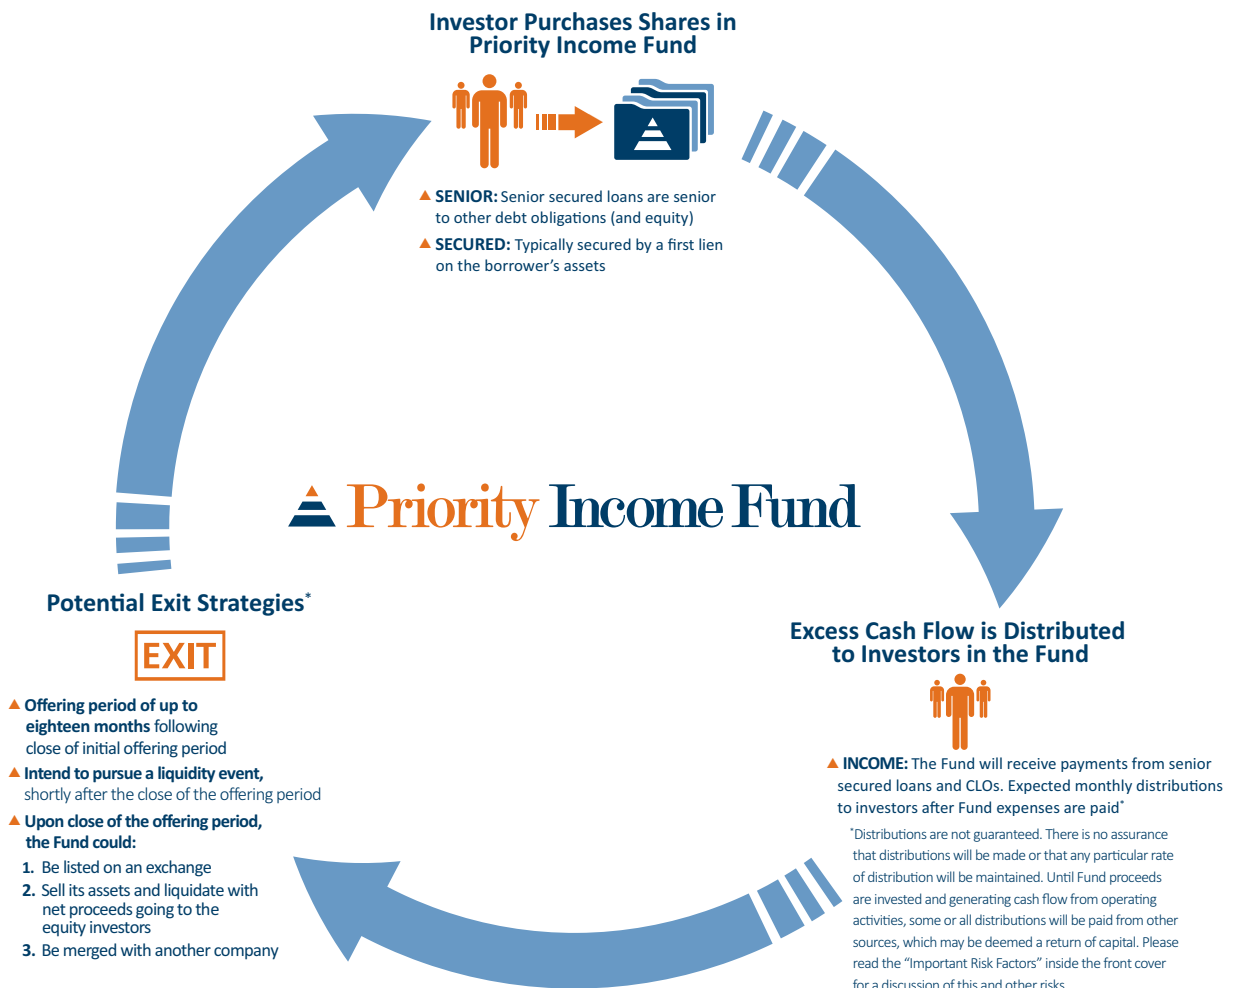 Investor Purchases Shares in
Priority Income Fund
SENIOR: Senior secured loans are senior
to other debt obligations (and equity)
SECURED: Typically secured by a first lien
on the borrower’s assets
Priority Income Fund
Excess Cash Flow is Distributed
to Investors in the Fund
INCOME: The Fund will receive payments from senior
secured loans and CLOs. Expected monthly distributions
to investors after Fund expenses are paid*
*Distributions are not guaranteed. There is no assurance
that distributions will be made or that any particular rate
of distribution will be maintained. Until Fund proceeds
are invested and generating cash flow from operating
activities, some or all distributions will be paid from other
sources, which may be deemed a return of capital. Please
read the “Important Risk Factors” inside the front cover
for a discussion of this and other risks
Potential Exit Strategies*
EXIT
Offering period of up to
eighteen months following
close of initial offering period
Intend to pursue a liquidity event,
shortly after the close of the offering period
Upon close of the offering period,
the Fund could:
1. Be listed on an exchange
2. Sell its assets and liquidate with
net proceeds going to the
equity investors
3. Be merged with another company